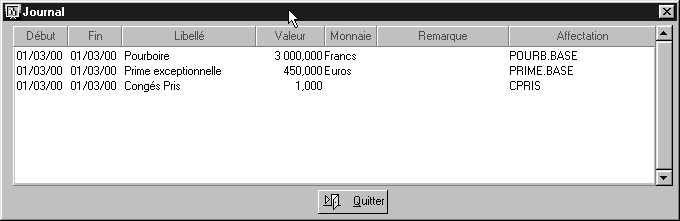 Journal
Début Fin Libellé Valeur Monnaie Remarque Affectation
01/03/00 01/03/00 Pourboire 3 000,000 Francs POURB.BASE
01/03/00 01/03/00 Prime exceptionnelle 450,000 Euros PRIME.BASE
01/03/00 01/03/00 Congés Pris 1,000 CPRIS
Quitter